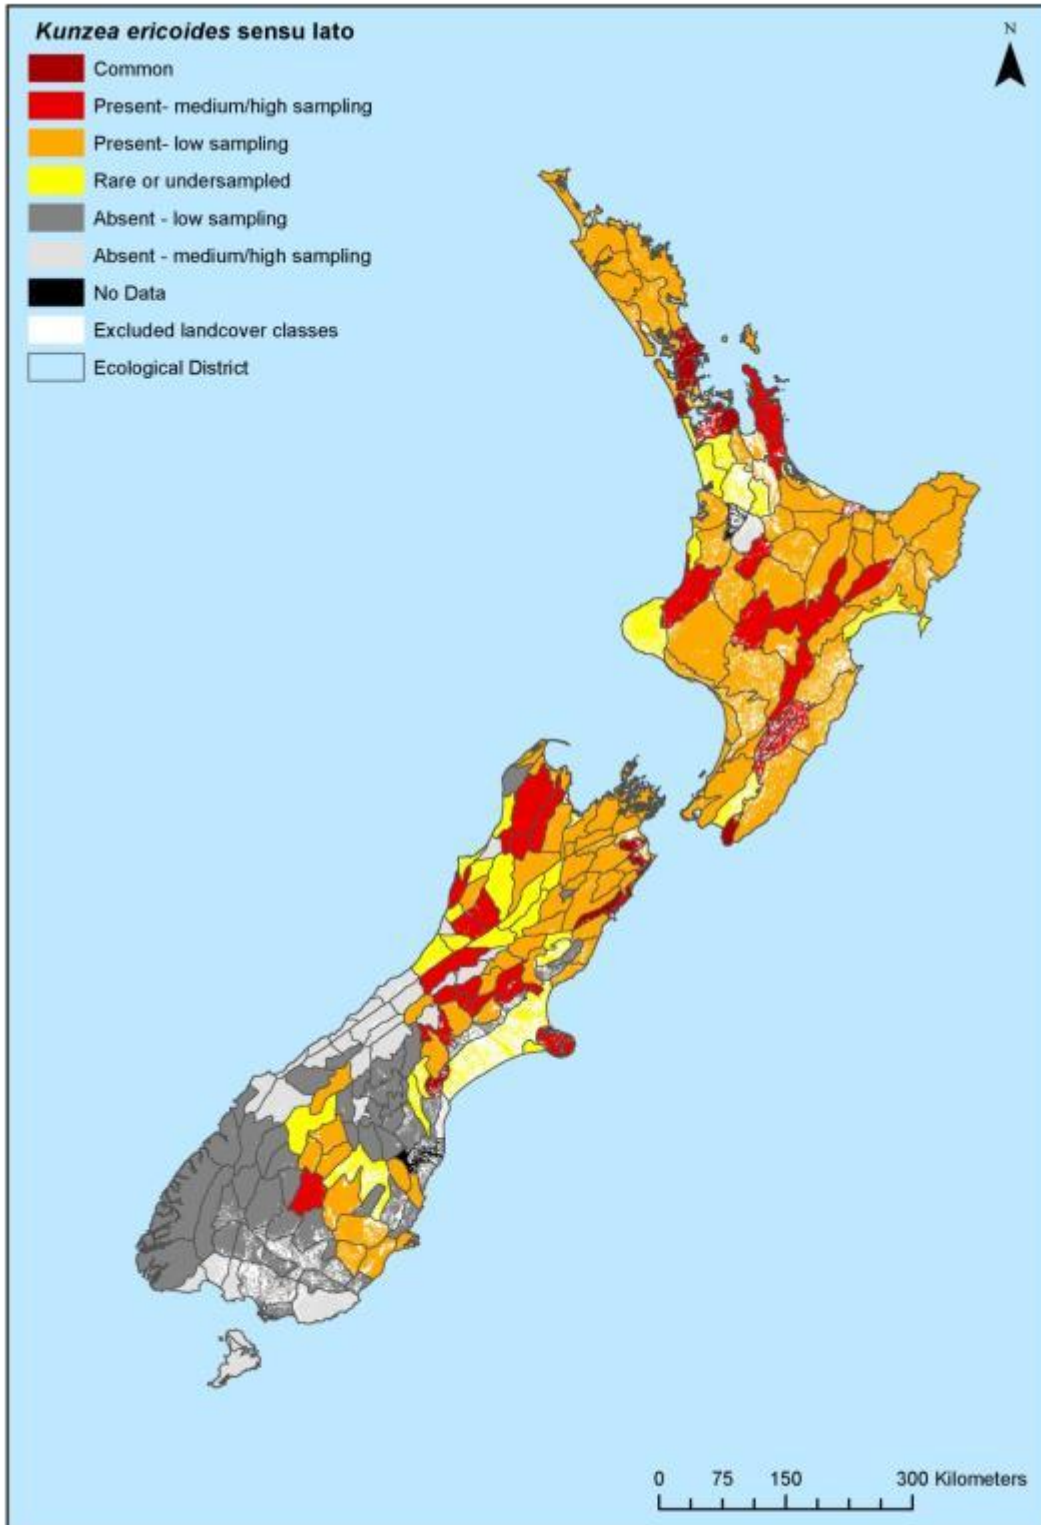 Kunzea ericoides sensu lato
Common
Present- medium/high sampling
Present- low sampling
Rare or undersampled
Absent - low sampling
Absent - medium/high sampling
No Data
Excluded landcover classes
Ecological District
N
0 75 150 300 Kilometers